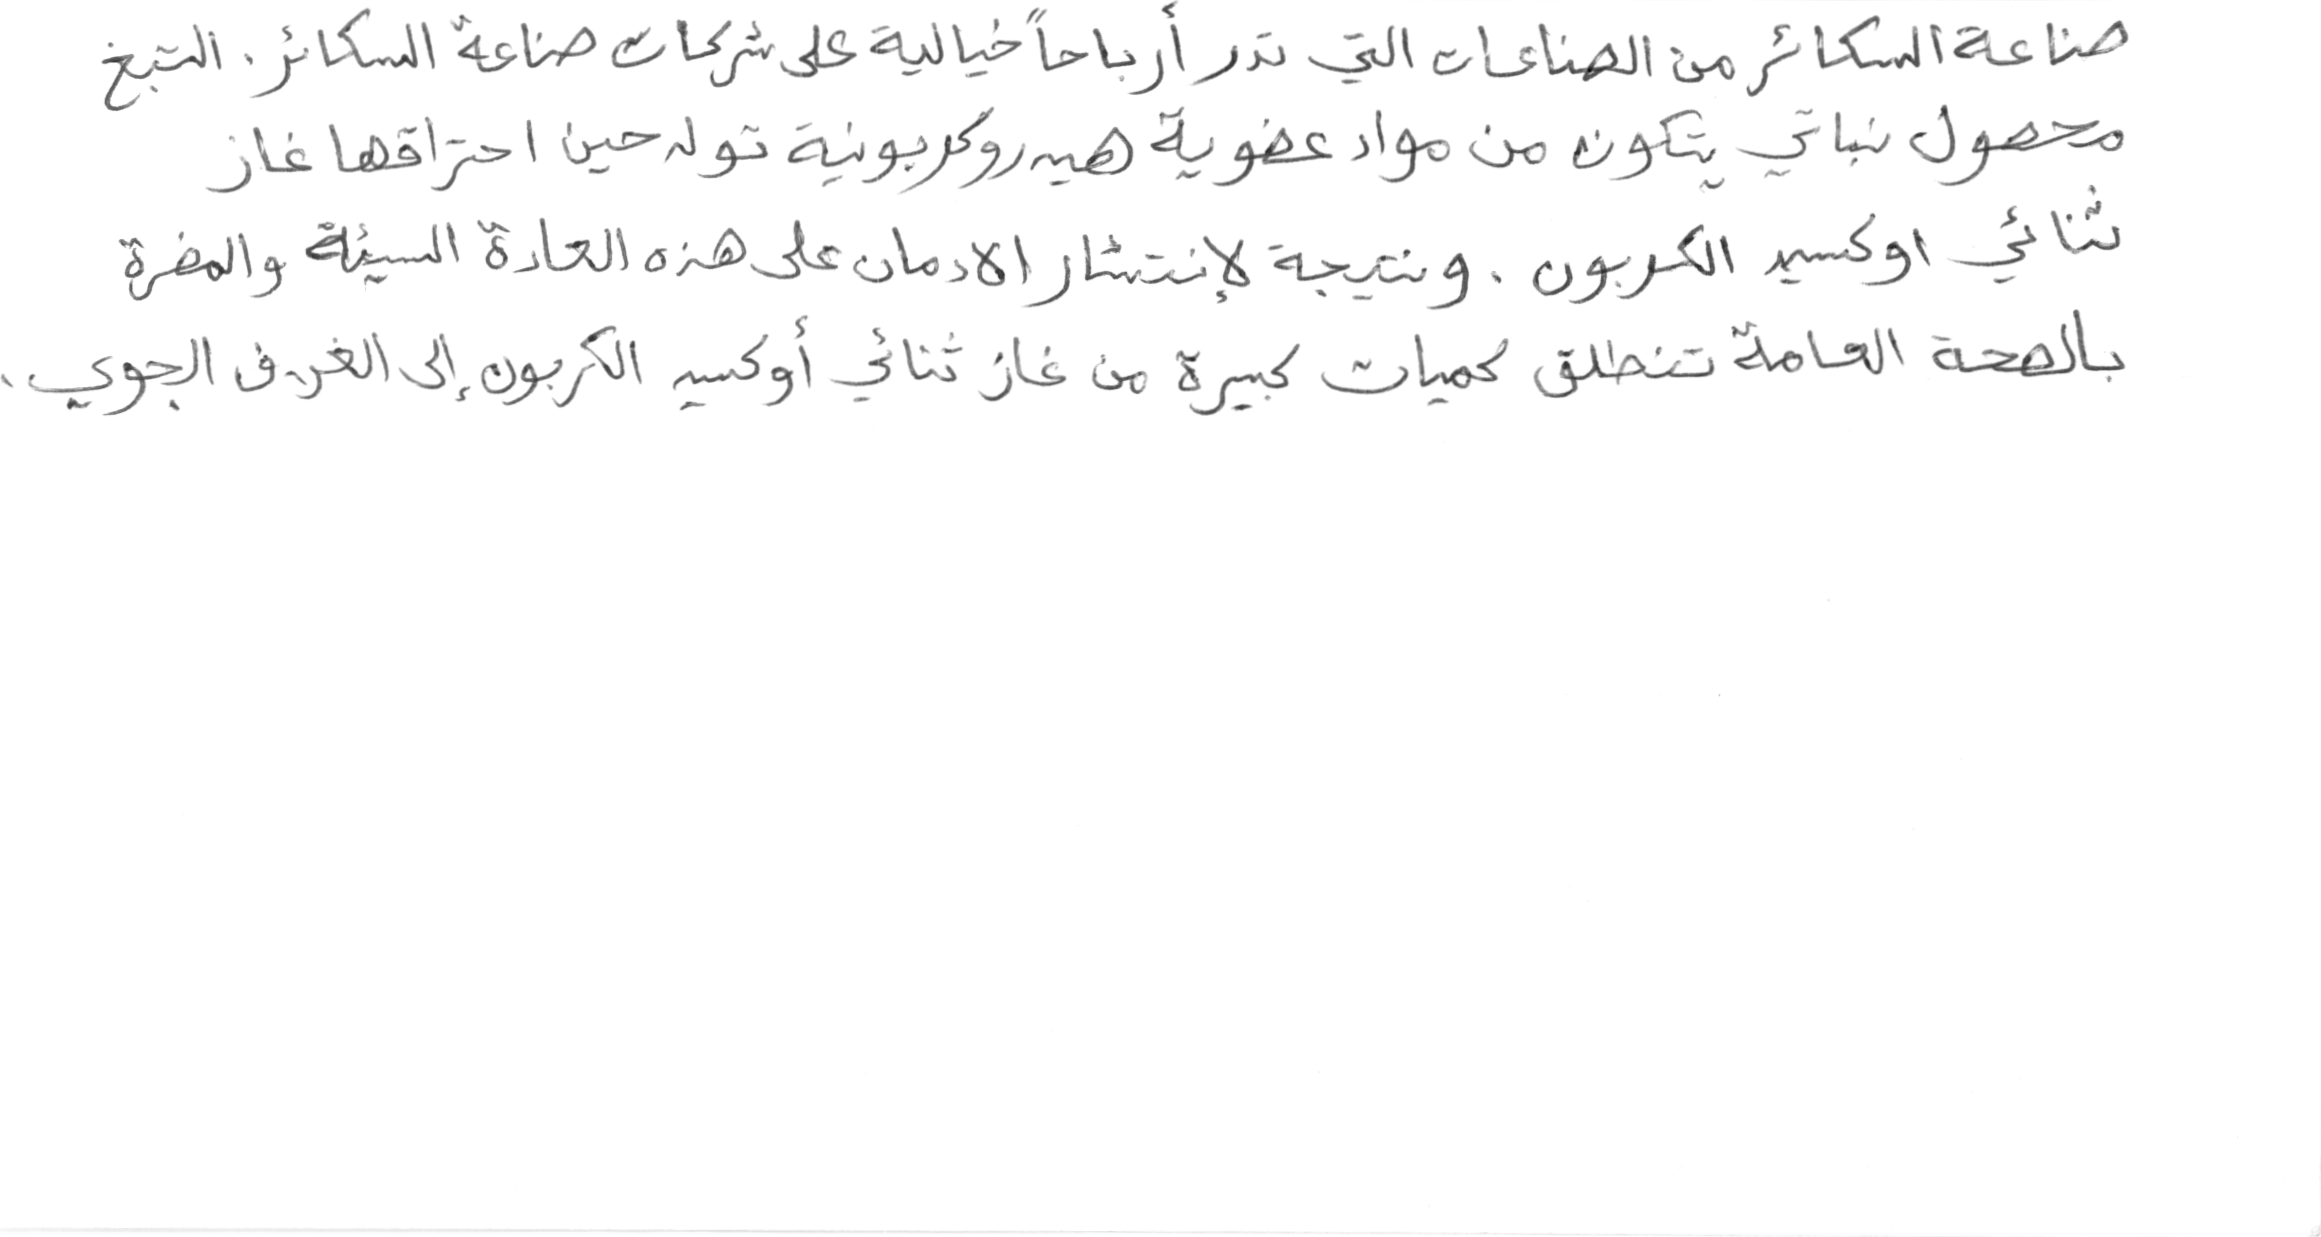 صناعة السكائر من الصناعات التي تدر أرباحاً خيالية على شركات صناعة السكائر. التبغ
محصول نباتي يتكون من مواد عضوية هيدروكربونية تولد حين احتراقها غاز
ثنائي اوكسيد الكربون. ونتيجة لإنتشار الادمان على هذه العادة السيئة والمضرة
بالصحة العامة تنطلق كميات كبيرة من غاز ثنائي أوكسيد الكربون إلى الغلاف الجوي.